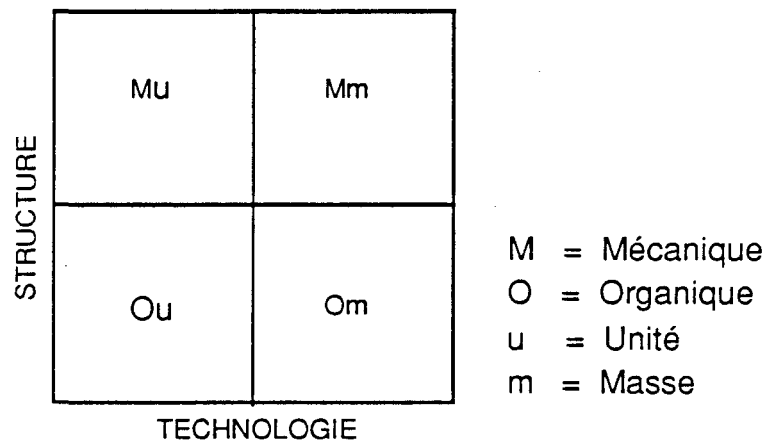 Mu Mm
STRUCTURE
Ou Om
TECHNOLOGIE
M = Mécanique
O = Organique
u = Unité
m = Masse